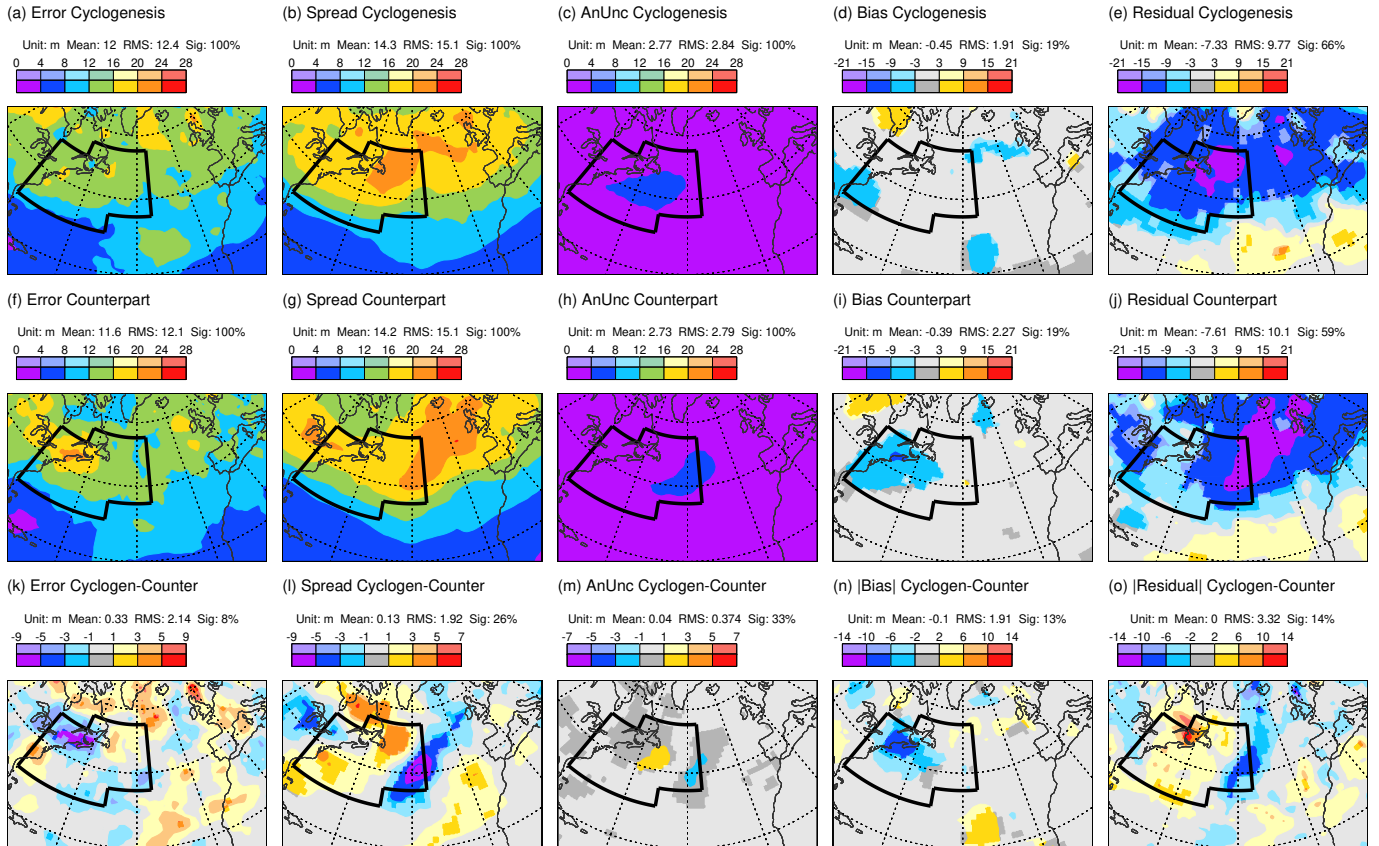 (a) Error Cyclogenesis
Unit: m Mean: 12 RMS: 12.4 Sig: 100%
0 4 8 12 16 20 24 28
(b) Spread Cyclogenesis
Unit: m Mean: 14.3 RMS: 15.1 Sig: 100%
0 4 8 12 16 20 24 28
(c) AnUnc Cyclogenesis
Unit: m Mean: 2.77 RMS: 2.84 Sig: 100%
0 4 8 12 16 20 24 28
(d) Bias Cyclogenesis
Unit: m Mean: -0.45 RMS: 1.91 Sig: 19%
-21 -15 -9 -3 3 9 15 21
(e) Residual Cyclogenesis
Unit: m Mean: -7.33 RMS: 9.77 Sig: 66%
-21 -15 -9 -3 3 9 15 21
(f) Error Counterpart
Unit: m Mean: 11.6 RMS: 12.1 Sig: 100%
0 4 8 12 16 20 24 28
(g) Spread Counterpart
Unit: m Mean: 14.2 RMS: 15.1 Sig: 100%
0 4 8 12 16 20 24 28
(h) AnUnc Counterpart
Unit: m Mean: 2.73 RMS: 2.79 Sig: 100%
0 4 8 12 16 20 24 28
(i) Bias Counterpart
Unit: m Mean: -0.39 RMS: 2.27 Sig: 19%
-21 -15 -9 -3 3 9 15 21
(j) Residual Counterpart
Unit: m Mean: -7.61 RMS: 10.1 Sig: 59%
-21 -15 -9 -3 3 9 15 21
(k) Error Cyclogen-Counter
Unit: m Mean: 0.33 RMS: 2.14 Sig: 8%
-9 -5 -3 -1 1 3 5 9
(l) Spread Cyclogen-Counter
Unit: m Mean: 0.13 RMS: 1.92 Sig: 26%
-9 -5 -3 -1 1 3 5 7
(m) AnUnc Cyclogen-Counter
Unit: m Mean: 0.04 RMS: 0.374 Sig: 33%
-7 -5 -3 -1 1 3 5 7
(n) |Bias| Cyclogen-Counter
Unit: m Mean: -0.1 RMS: 1.91 Sig: 13%
-14 -10 -6 -2 2 6 10 14
(o) |Residual| Cyclogen-Counter
Unit: m Mean: 0 RMS: 3.32 Sig: 14%
-14 -10 -6 -2 2 6 10 14